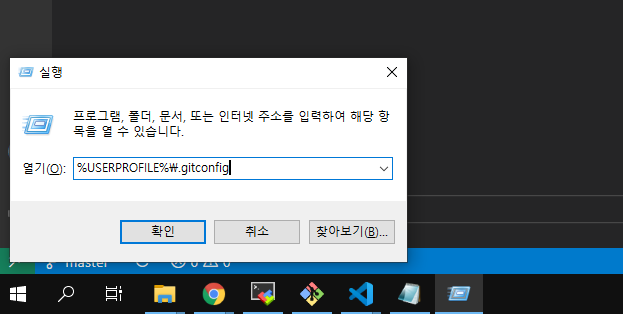 실행
프로그램, 폴더, 문서, 또는 인터넷 주소를 입력하여 해당 항
목을 열 수 있습니다.
열기(O): %USERPROFILE%₩.gitconfig
확인 취소 찾아보기(B)...
master 0 0